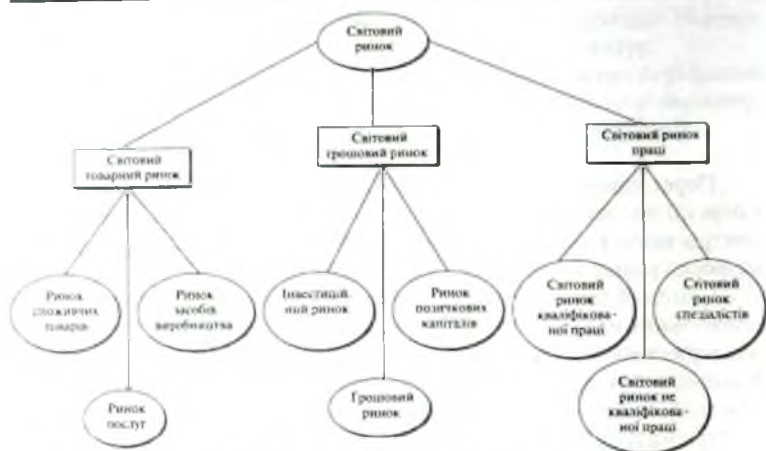 Світовий
ринок
Світовий
товарний ринок
Світовий
грошовий ринок
Світовий ринок
праці
Ринок
споживчих
товарів
Ринок
засобів
виробництва
Інвестицій-
ний ринок
Ринок
позичкових
капіталів
Світовий
ринок
кваліфікова-
ної праці
Світовий
ринок
спеціалістів
Ринок
послуг
Грошовий
ринок
Світовий
ринок не
кваліфікова-
ної праці